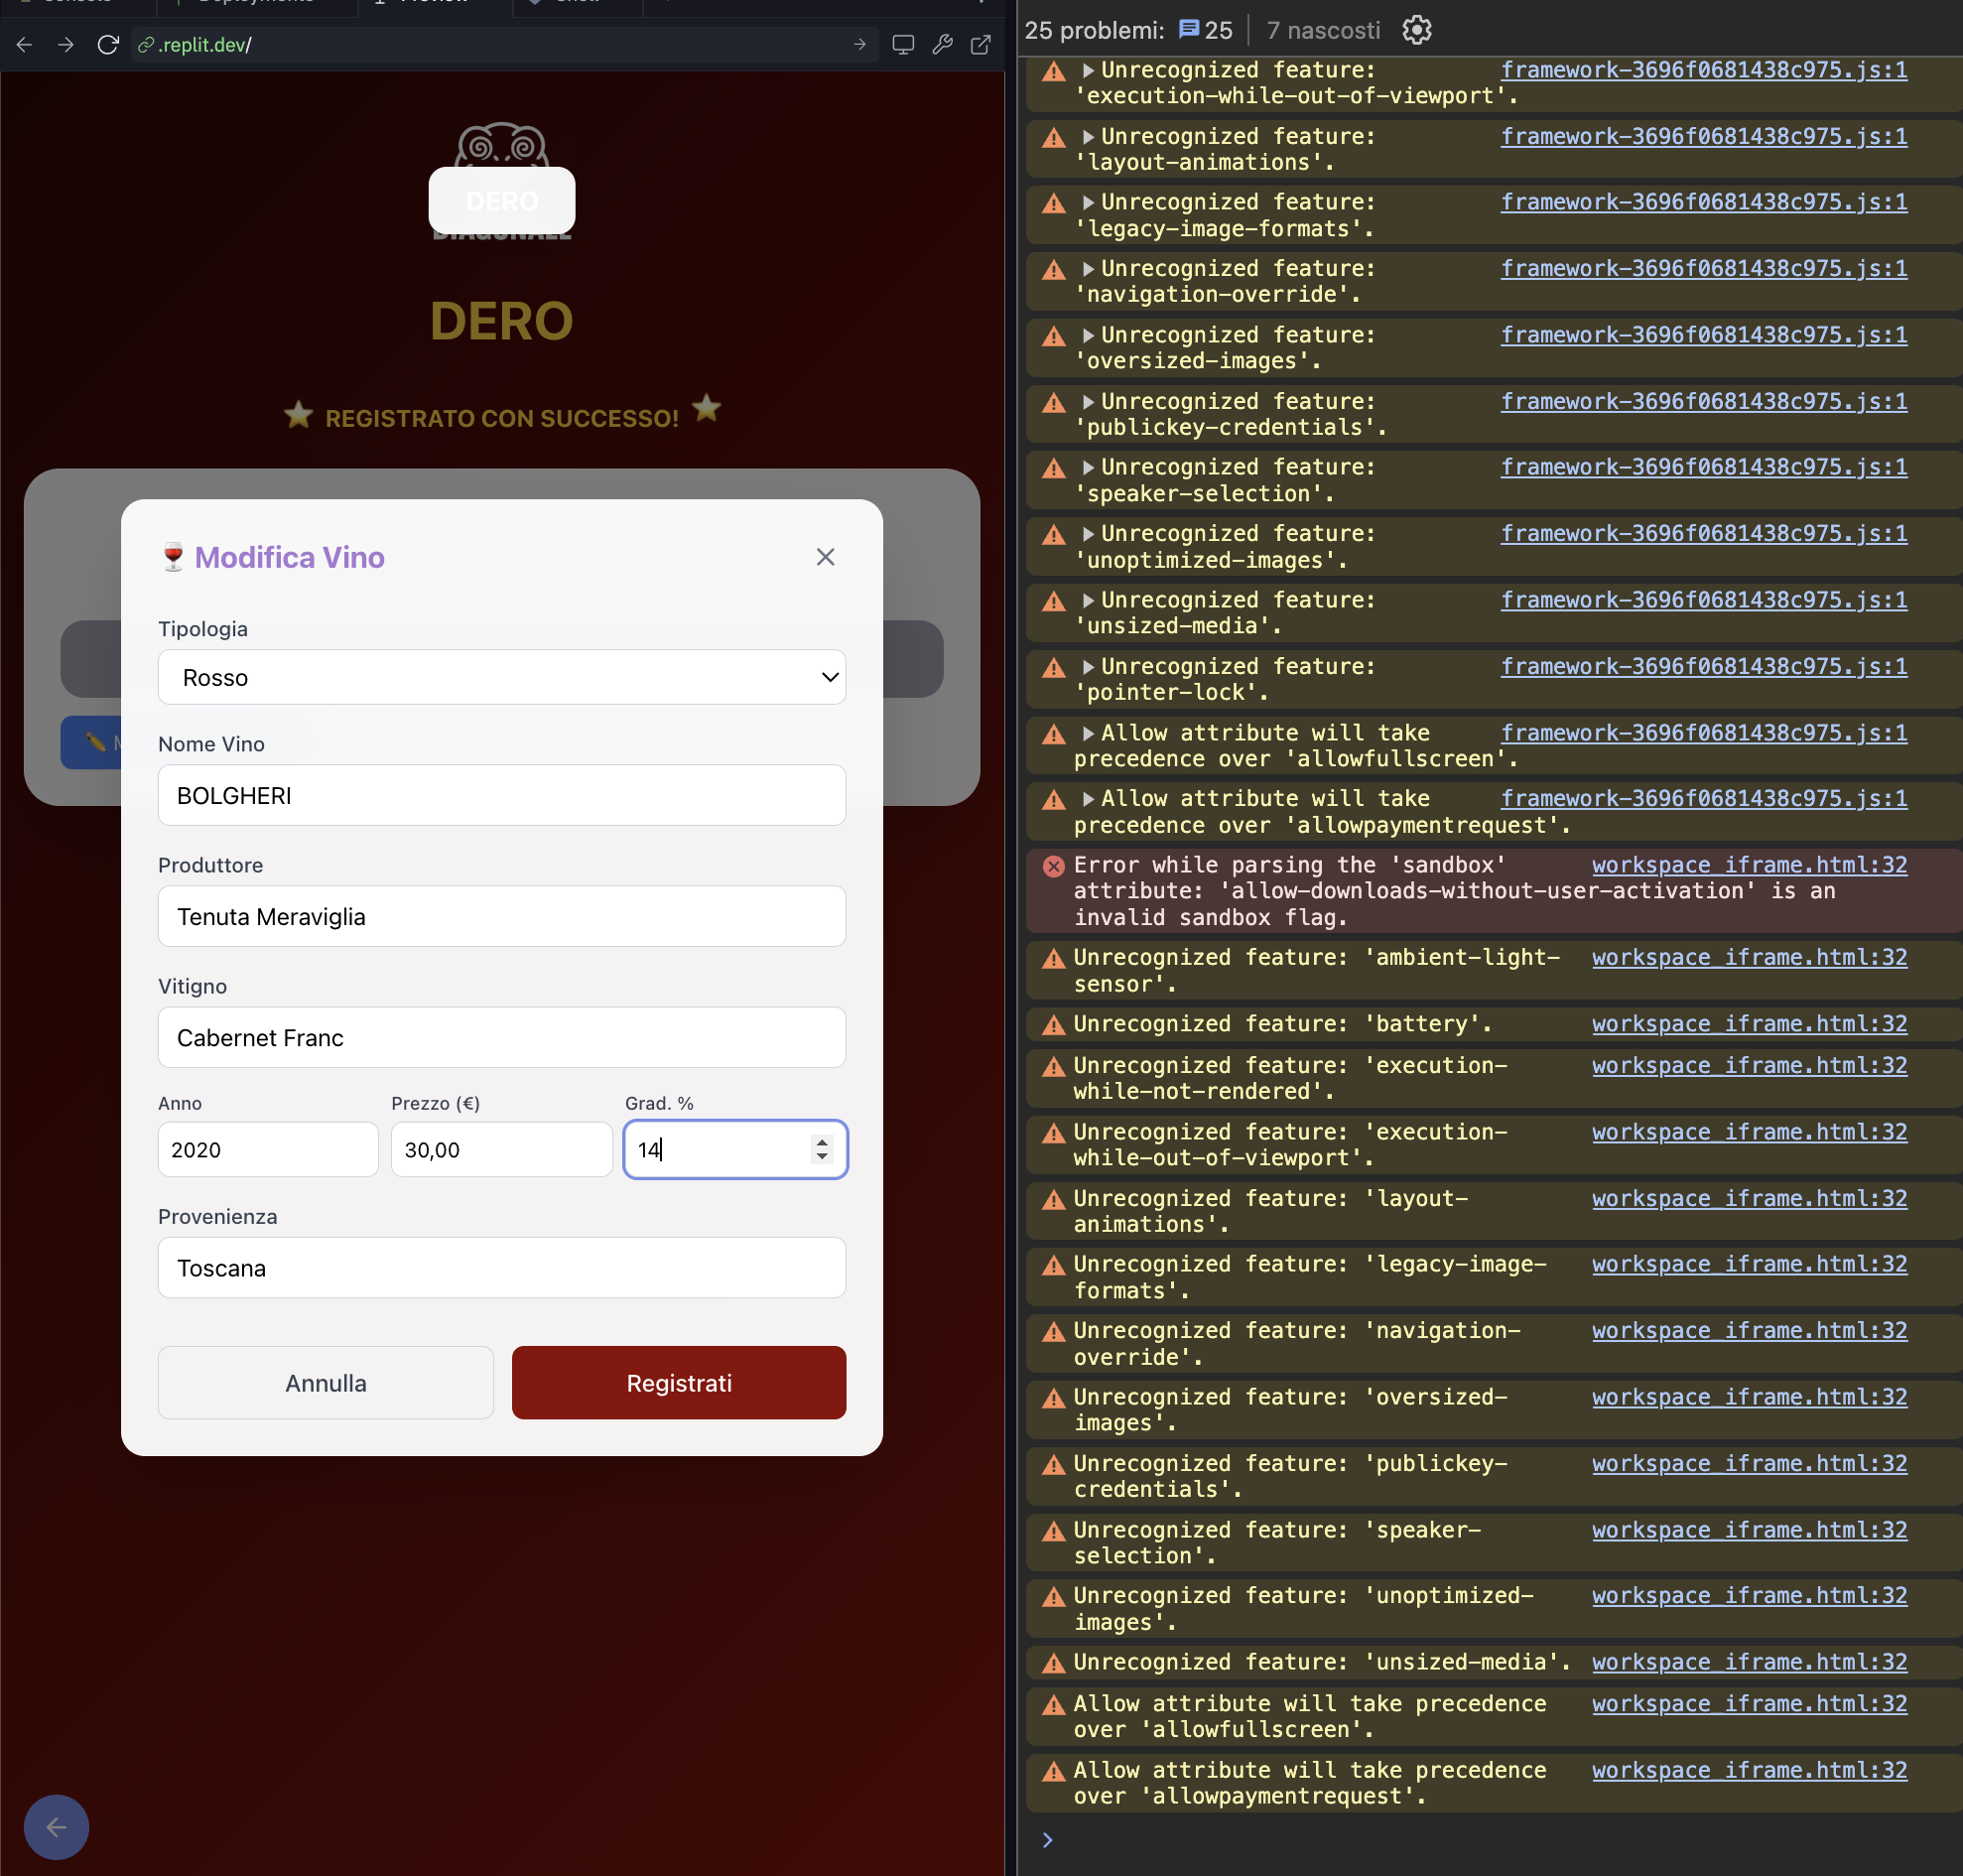 .replit.dev/
DERO
DIAGONALE
DERO
REGISTRATO CON SUCCESSO!
Modifica Vino
Tipologia
Rosso
Nome Vino
BOLGHERI
Produttore
Tenuta Meraviglia
Vitigno
Cabernet Franc
Anno
Prezzo (€)
Grad. %
2020
30,00
14
Provenienza
Toscana
Annulla
Registrati
25 problemi: 25 7 nascosti
Unrecognized feature: framework-3696f0681438c975.js:1
'execution-while-out-of-viewport'.
Unrecognized feature: framework-3696f0681438c975.js:1
'layout-animations'.
Unrecognized feature: framework-3696f0681438c975.js:1
'legacy-image-formats'.
Unrecognized feature: framework-3696f0681438c975.js:1
'navigation-override'.
Unrecognized feature: framework-3696f0681438c975.js:1
'oversized-images'.
Unrecognized feature: framework-3696f0681438c975.js:1
'publickey-credentials'.
Unrecognized feature: framework-3696f0681438c975.js:1
'speaker-selection'.
Unrecognized feature: framework-3696f0681438c975.js:1
'unoptimized-images'.
Unrecognized feature: framework-3696f0681438c975.js:1
'unsized-media'.
Unrecognized feature: framework-3696f0681438c975.js:1
'pointer-lock'.
Allow attribute will take framework-3696f0681438c975.js:1
precedence over 'allowfullscreen'.
Allow attribute will take framework-3696f0681438c975.js:1
precedence over 'allowpaymentrequest'.
Error while parsing the 'sandbox' workspace_iframe.html:32
attribute: 'allow-downloads-without-user-activation' is an
invalid sandbox flag.
Unrecognized feature: 'ambient-light- workspace_iframe.html:32
sensor'.
Unrecognized feature: 'battery'. workspace_iframe.html:32
Unrecognized feature: 'execution- workspace_iframe.html:32
while-not-rendered'.
Unrecognized feature: 'execution- workspace_iframe.html:32
while-out-of-viewport'.
Unrecognized feature: 'layout- workspace_iframe.html:32
animations'.
Unrecognized feature: 'legacy-image- workspace_iframe.html:32
formats'.
Unrecognized feature: 'navigation- workspace_iframe.html:32
override'.
Unrecognized feature: 'oversized- workspace_iframe.html:32
images'.
Unrecognized feature: 'publickey- workspace_iframe.html:32
credentials'.
Unrecognized feature: 'speaker- workspace_iframe.html:32
selection'.
Unrecognized feature: 'unoptimized- workspace_iframe.html:32
images'.
Unrecognized feature: 'unsized-media'. workspace_iframe.html:32
Allow attribute will take precedence workspace_iframe.html:32
over 'allowfullscreen'.
Allow attribute will take precedence workspace_iframe.html:32
over 'allowpaymentrequest'.